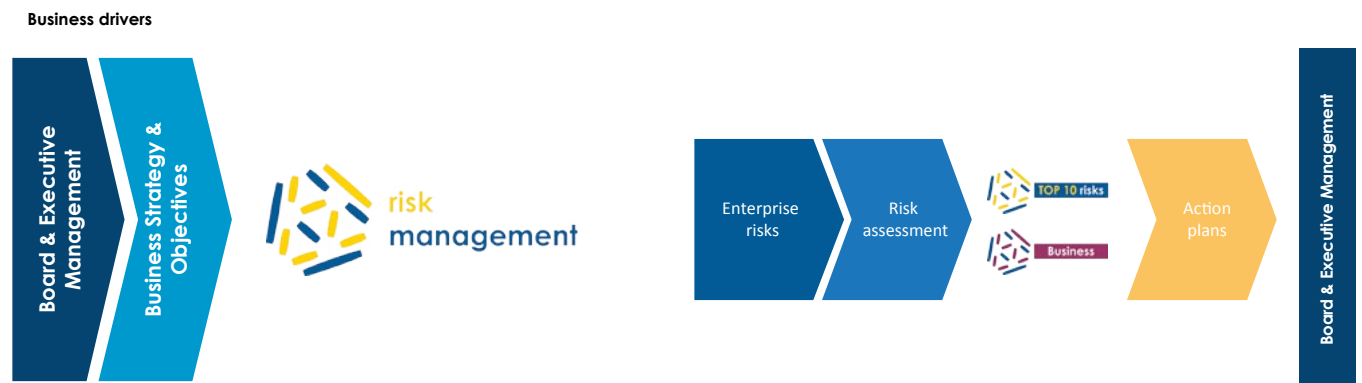 Business drivers
Board & Executive
Management
Business Strategy &
Objectives
risk
management
Enterprise
risks
Risk
assessment
TOP 10 risks
Business
Action
plans
Board & Executive Management